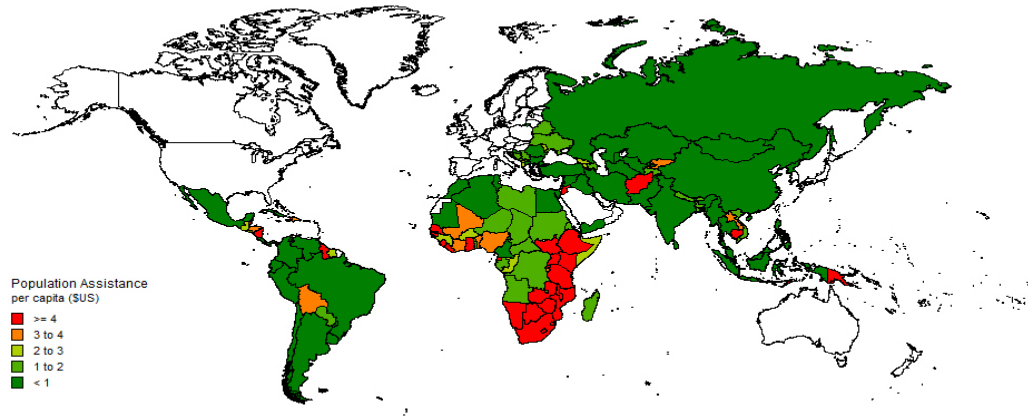 Population Assistance
per capita ($US)
>= 4
3 to 4
2 to 3
1 to 2
< 1